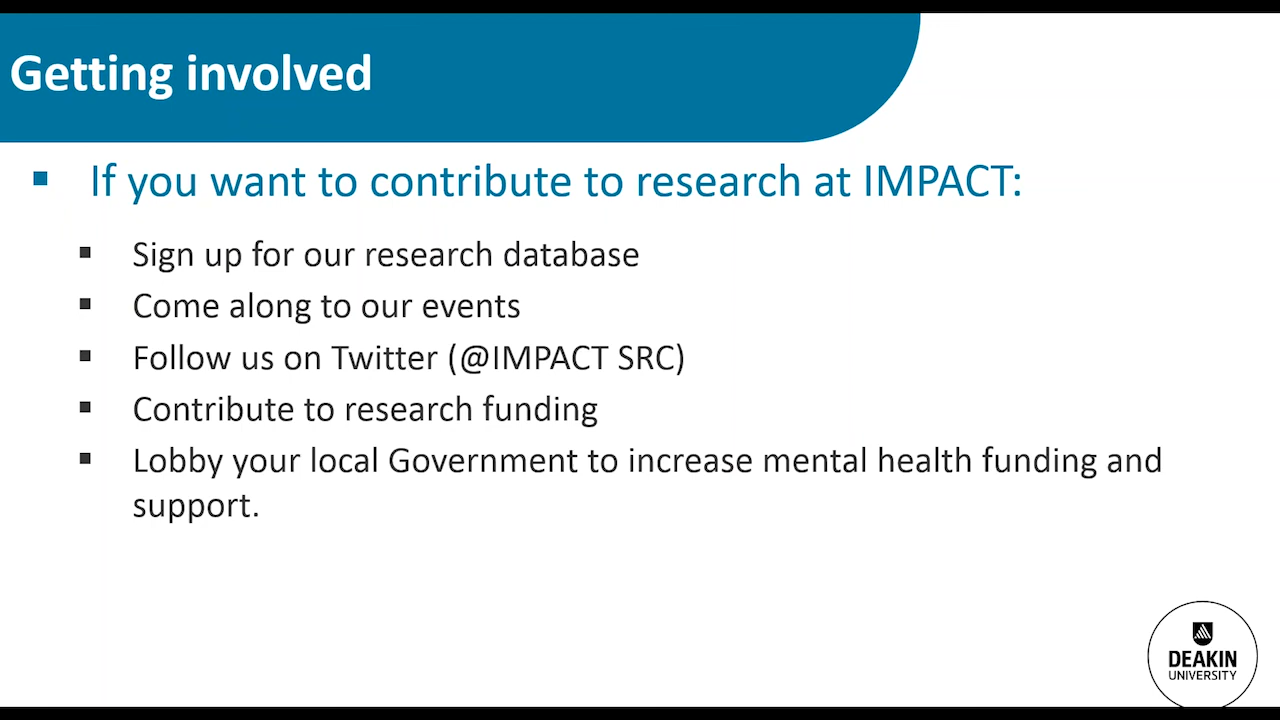 Getting involved
If you want to contribute to research at IMPACT:
Sign up for our research database
Come along to our events
Follow us on Twitter (@IMPACT SRC)
Contribute to research funding
Lobby your local Government to increase mental health funding and
support.
DEAKIN
UNIVERSITY